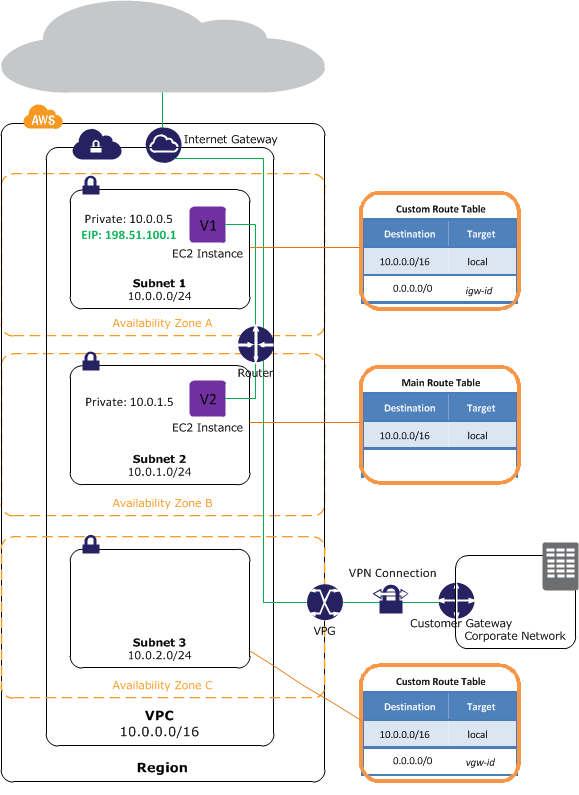 AWS
Internet Gateway
Private: 10.0.0.5
EIP: 198.51.100.1
V1
EC2 Instance
Subnet 1
10.0.0.0/24
Availability Zone A
Custom Route Table
Destination Target
10.0.0.0/16 local
0.0.0.0/0 igw-id
Router
Private: 10.0.1.5
V2
EC2 Instance
Subnet 2
10.0.1.0/24
Availability Zone B
Main Route Table
Destination Target
10.0.0.0/16 local
VPN Connection
VPG
Customer Gateway
Corporate Network
Subnet 3
10.0.2.0/24
Availability Zone C
Custom Route Table
Destination Target
10.0.0.0/16 local
0.0.0.0/0 vgw-id
VPC
10.0.0.0/16
Region